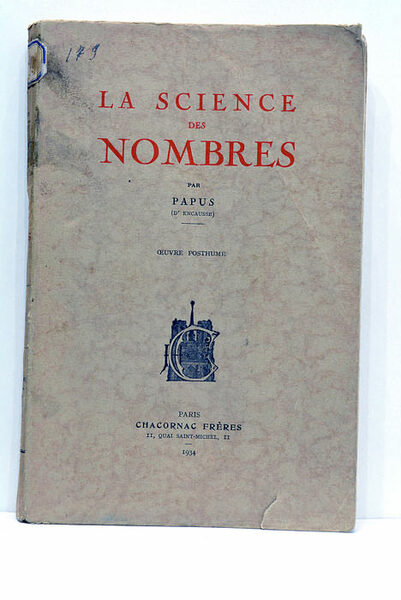 179
LA SCIENCE
DES
NOMBRES
PAR
PAPUS
(Dr ENCAUSSE)
ŒUVRE POSTHUME
PARIS
CHACORNAC FRÈRES
11, QUAI SAINT-MICHEL, 11
1934